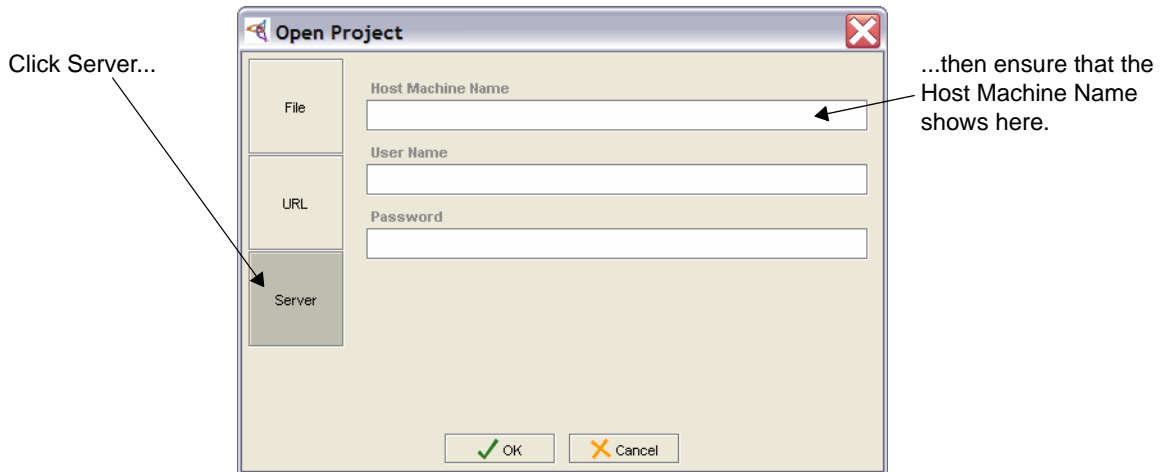 Open Project
Click Server...
...then ensure that the
Host Machine Name
shows here.
File
Host Machine Name
User Name
URL
Password
Server
OK
Cancel